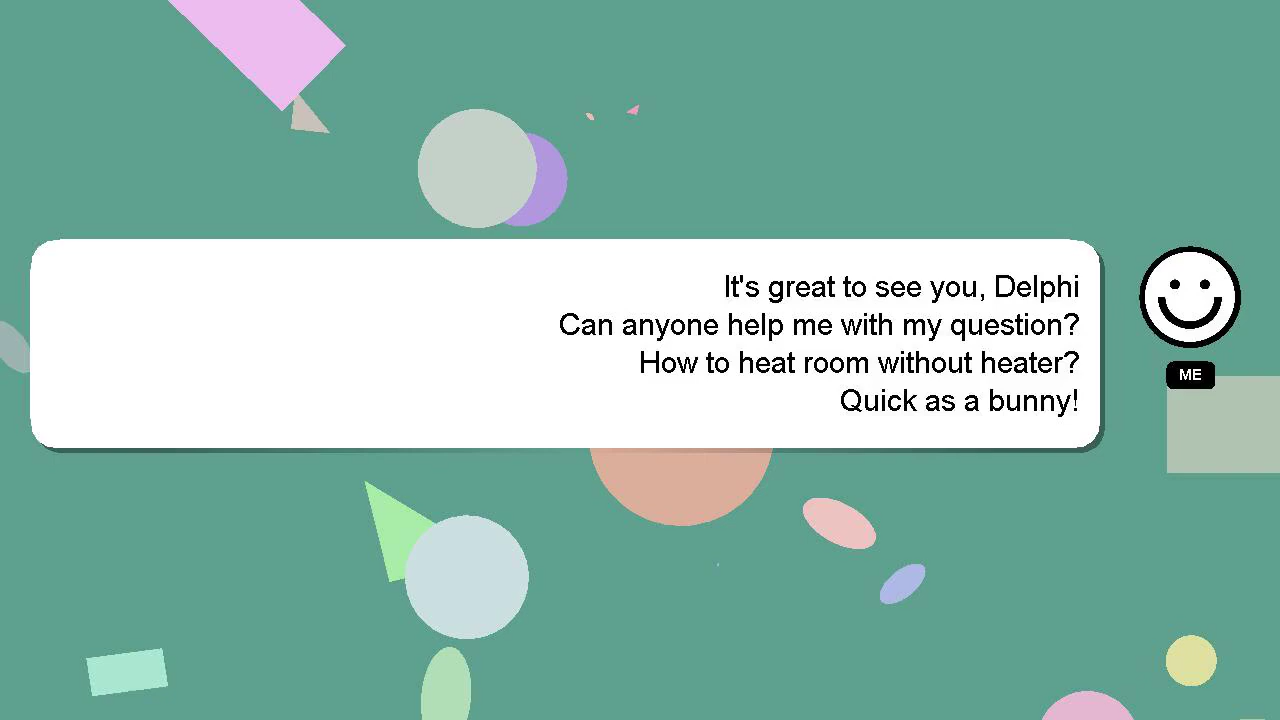 It's great to see you, Delphi
Can anyone help me with my question?
How to heat room without heater?
Quick as a bunny!
ME